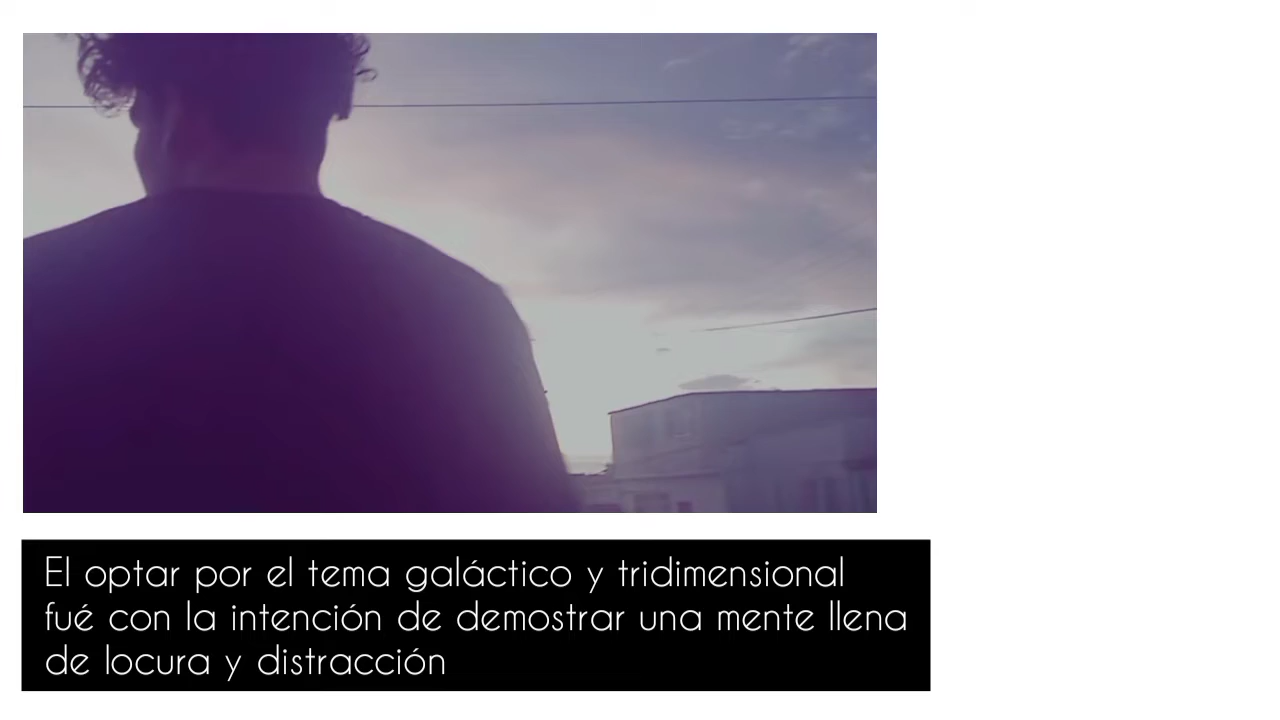 El optar por el tema galáctico y tridimensional
fué con la intención de demostrar una mente llena
de locura y distracción